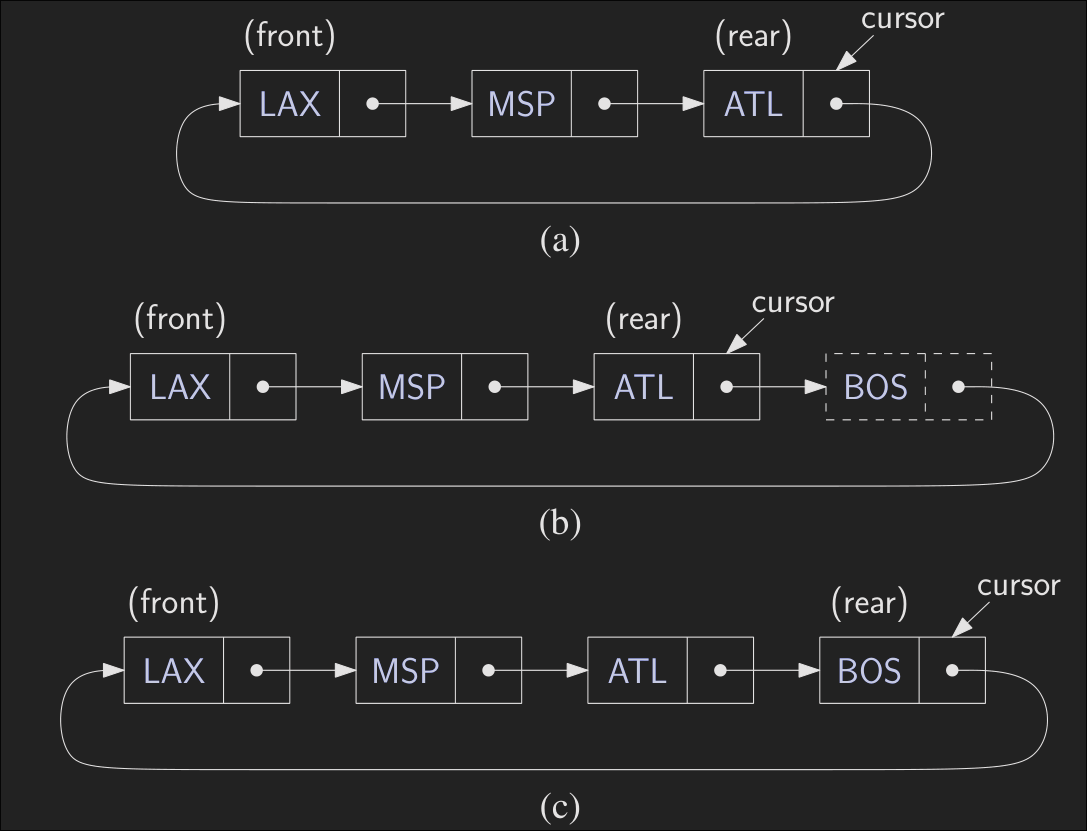 cursor
(front) (rear)
LAX MSP ATL
(a)
cursor
(front) (rear)
LAX MSP ATL BOS
(b)
cursor
(front) (rear)
LAX MSP ATL BOS
(c)